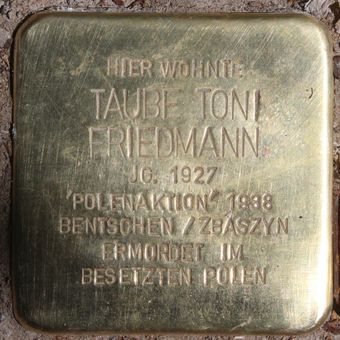 HIER WOHNTE
TAUBE TONI
FRIEDMANN
JG. 1927
'POLENAKTION' 1938
BENTSCHEN / ZBASZYN
ERMORDET IM
BESETZTEN POLEN